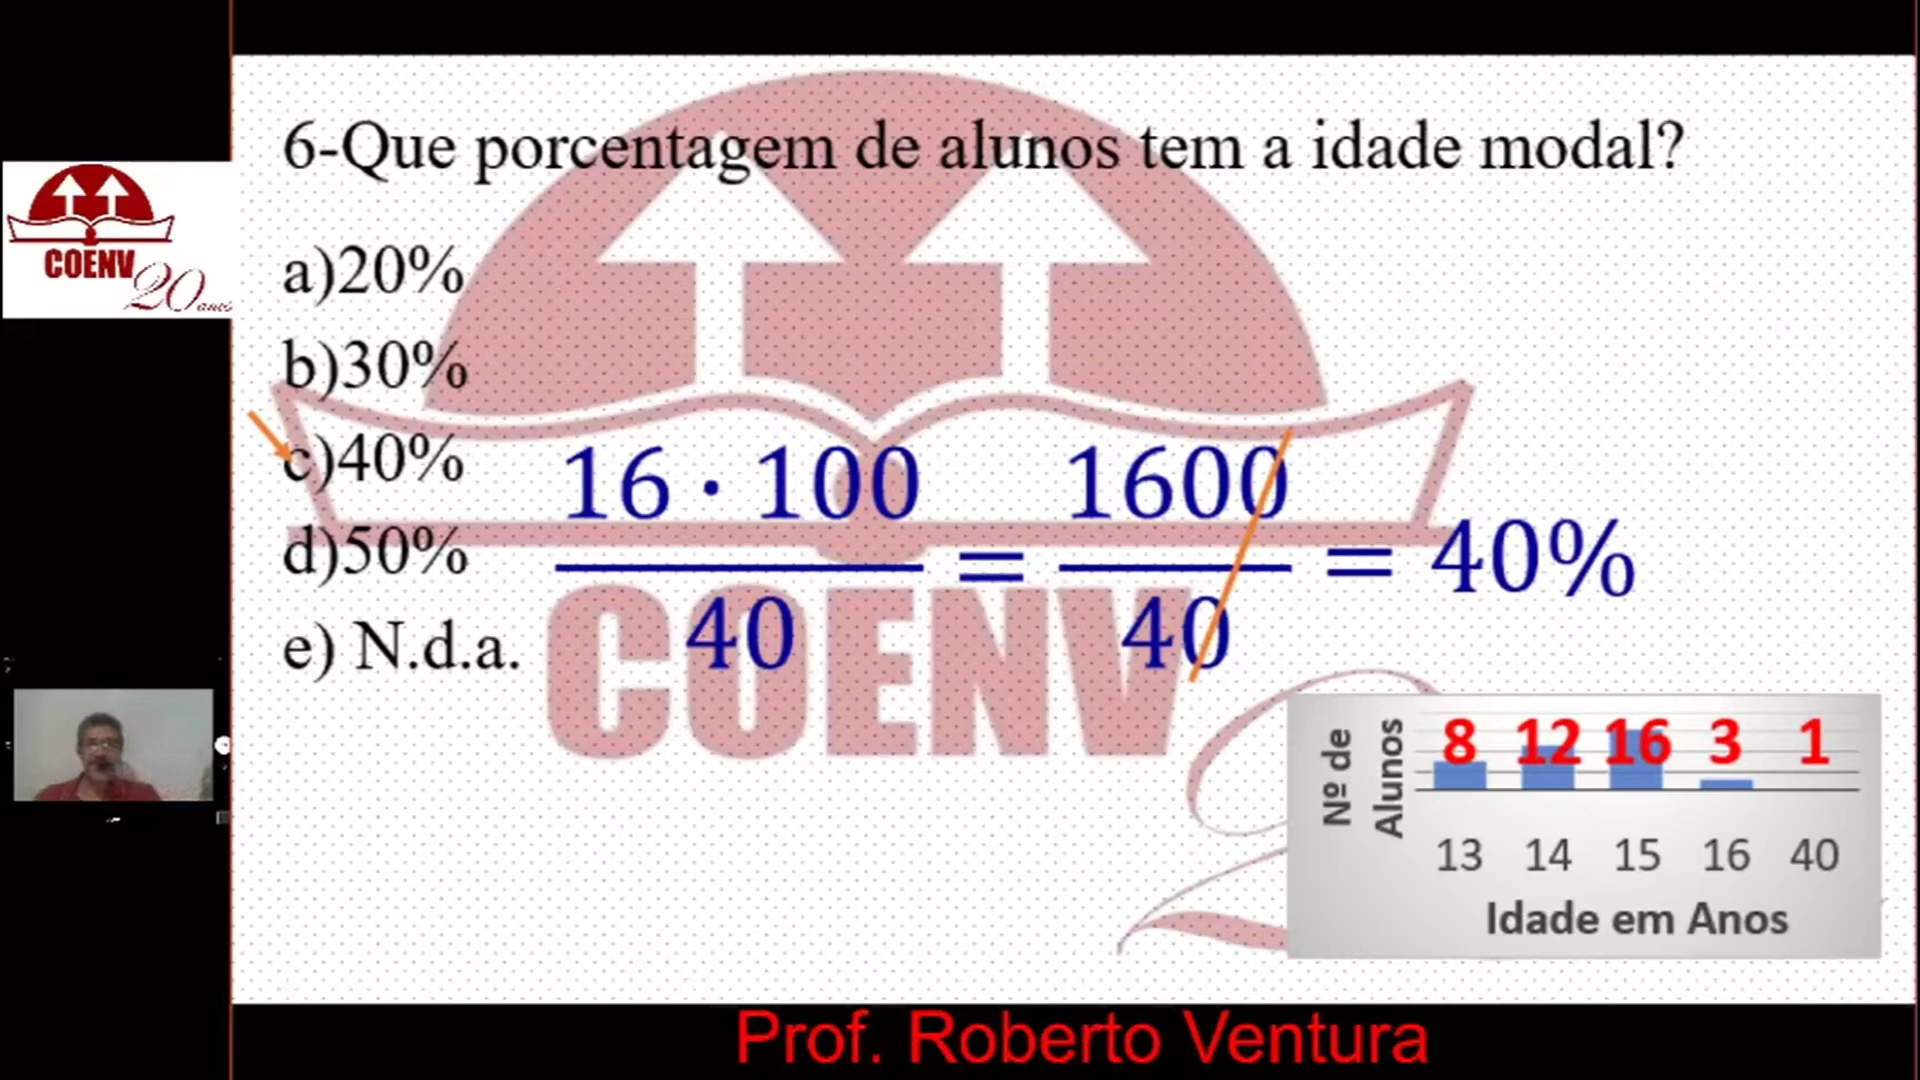 6-Que porcentagem de alunos tem a idade modal?
a)20%
b)30%
c)40%
d)50%
e) N.d.a.
16 · 100
40
=
1600
40
= 40%
COENV
COENV
20 anos
Nº de
Alunos
8 12 16 3 1
13 14 15 16 40
Idade em Anos
Prof. Roberto Ventura